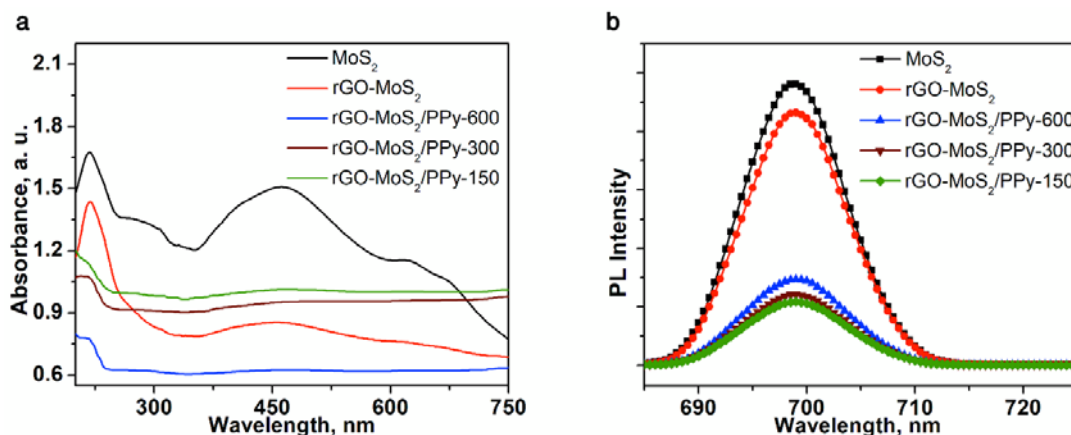 a
2.1
1.8
1.5
1.2
0.9
0.6
Absorbance, a. u.
MoS₂
rGO-MoS₂
rGO-MoS₂/PPy-600
rGO-MoS₂/PPy-300
rGO-MoS₂/PPy-150
300
450
600
750
Wavelength, nm
b
PL Intensity
MoS₂
rGO-MoS₂
rGO-MoS₂/PPy-600
rGO-MoS₂/PPy-300
rGO-MoS₂/PPy-150
690
700
710
720
Wavelength, nm